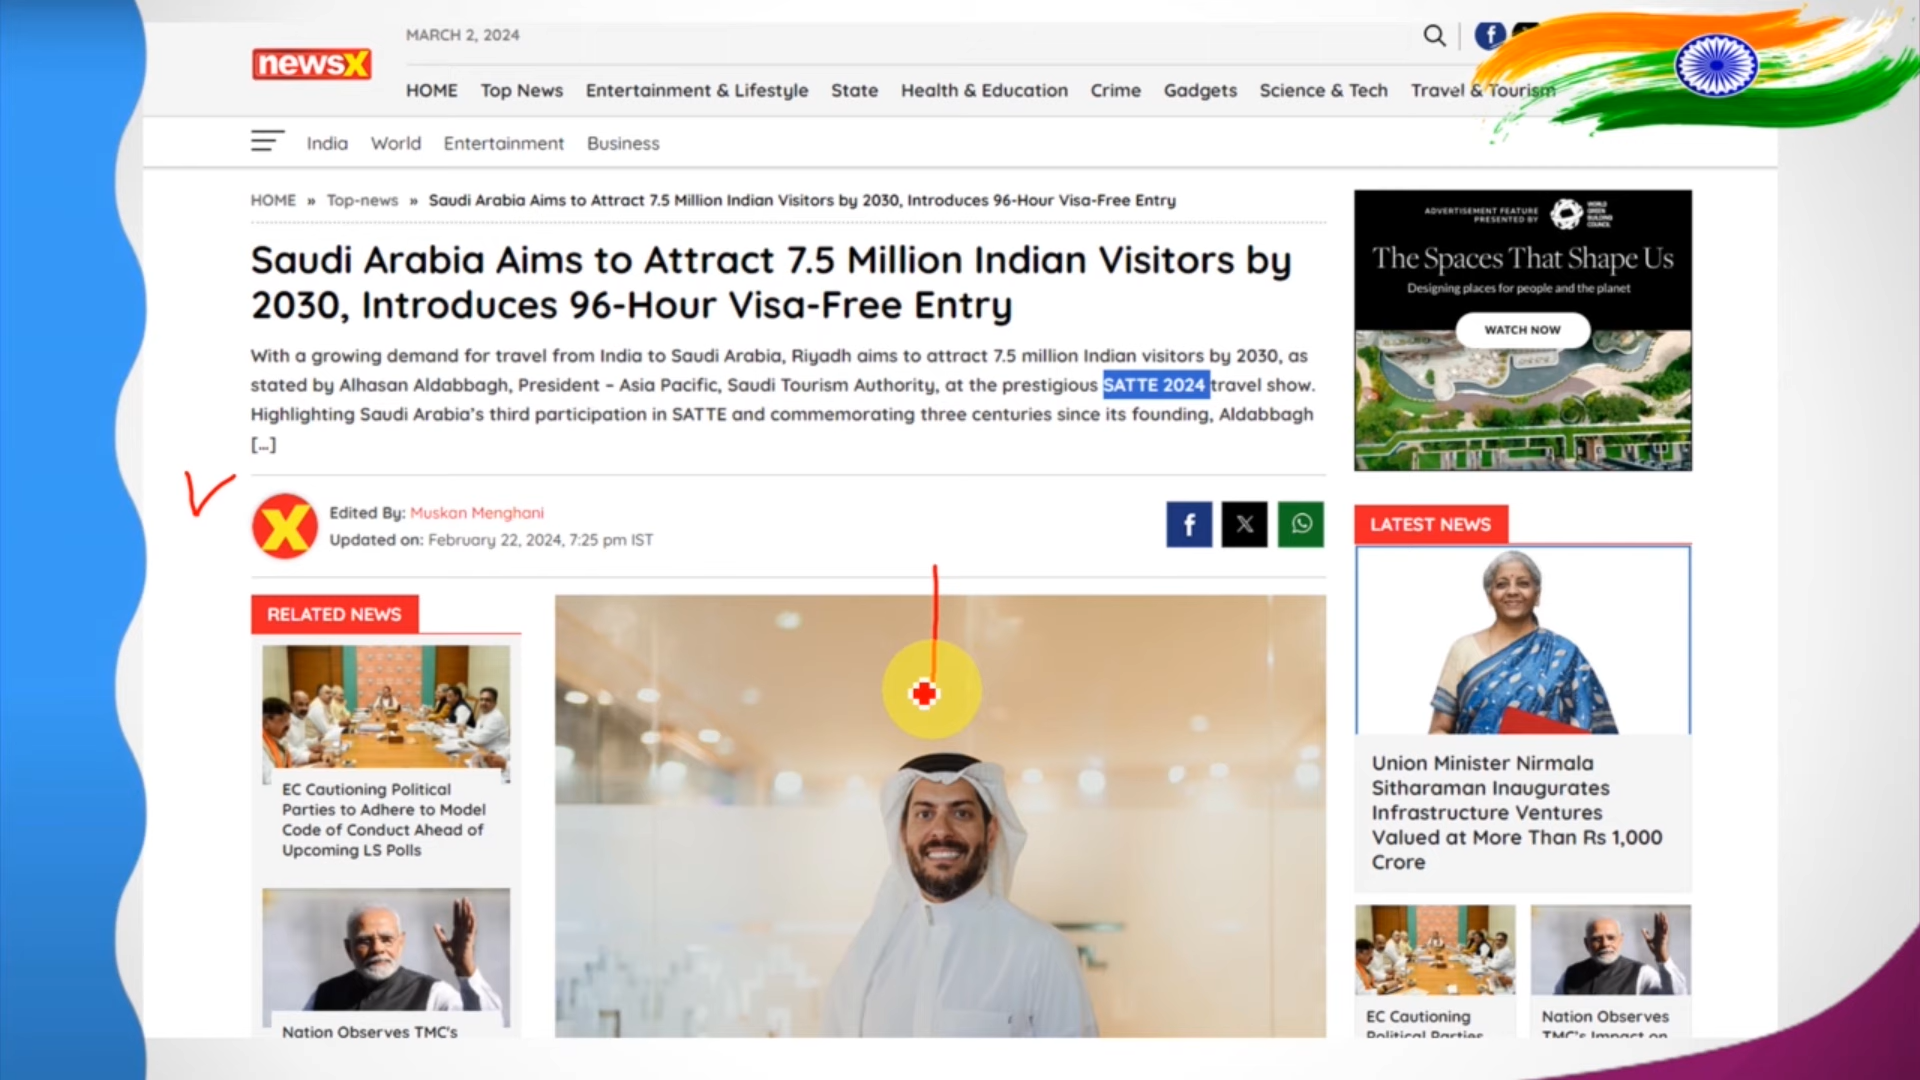 MARCH 2, 2024
newsX
HOME Top News Entertainment & Lifestyle State Health & Education Crime Gadgets Science & Tech Travel & Tourism
India World Entertainment Business
HOME » Top-news » Saudi Arabia Aims to Attract 7.5 Million Indian Visitors by 2030, Introduces 96-Hour Visa-Free Entry
Saudi Arabia Aims to Attract 7.5 Million Indian Visitors by
2030, Introduces 96-Hour Visa-Free Entry
With a growing demand for travel from India to Saudi Arabia, Riyadh aims to attract 7.5 million Indian visitors by 2030, as
stated by Alhasan Aldabbagh, President – Asia Pacific, Saudi Tourism Authority, at the prestigious SATTE 2024 travel show.
Highlighting Saudi Arabia's third participation in SATTE and commemorating three centuries since its founding, Aldabbagh
[...]
Edited By: Muskan Menghani
Updated on: February 22, 2024, 7:25 pm IST
RELATED NEWS
EC Cautioning Political
Parties to Adhere to Model
Code of Conduct Ahead of
Upcoming LS Polls
Nation Observes TMC's
ADVERTISEMENT FEATURE
PRESENTED BY
WORLD
GREEN
BUILDING
COUNCIL
The Spaces That Shape Us
Designing places for people and the planet
WATCH NOW
LATEST NEWS
Union Minister Nirmala
Sitharaman Inaugurates
Infrastructure Ventures
Valued at More Than Rs 1,000
Crore
EC Cautioning
Political Parties
Nation Observes
TMC's Impact on